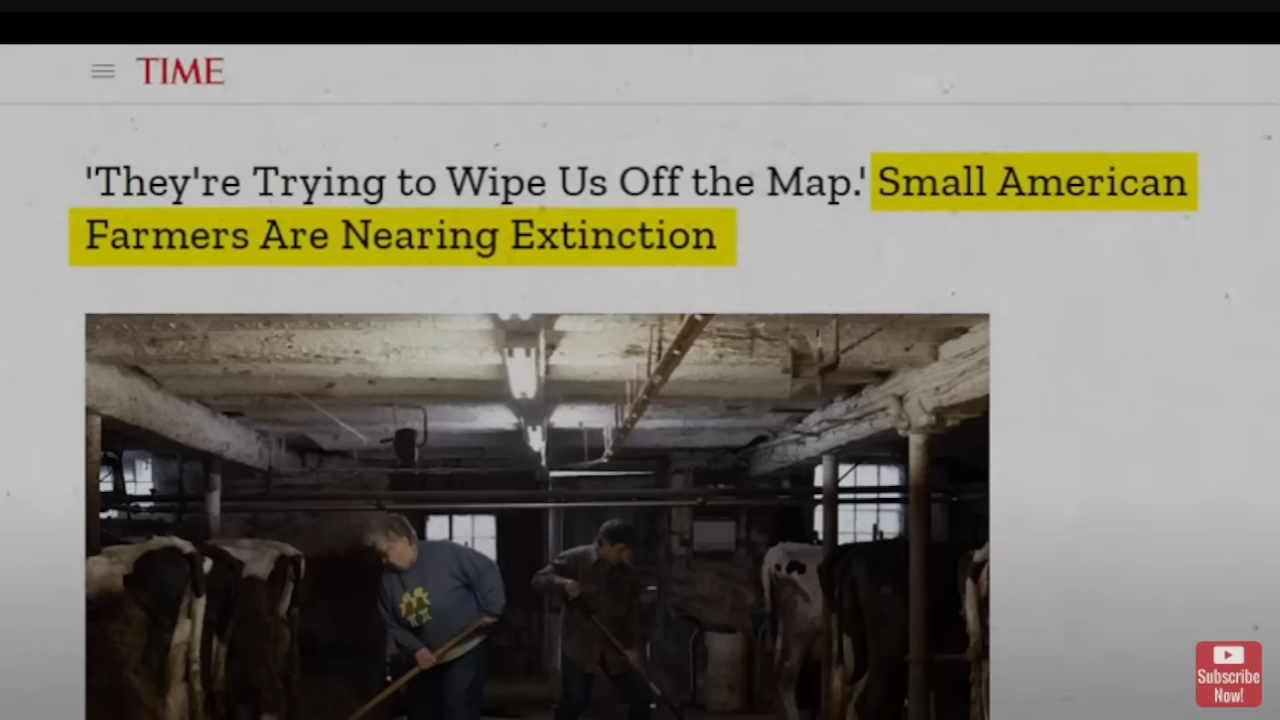 TIME
'They're Trying to Wipe Us Off the Map.' Small American
Farmers Are Nearing Extinction
Subscribe
Now!